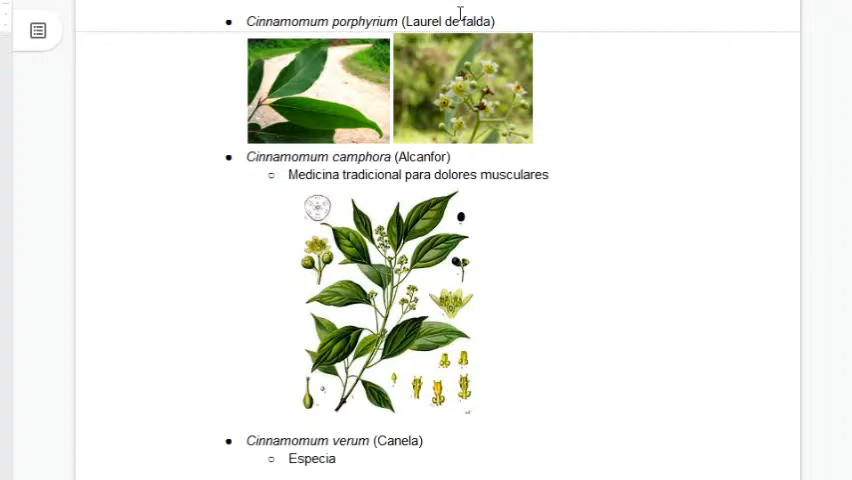 Cinnamomum porphyrium (Laurel de falda)
Cinnamomum camphora (Alcanfor)
Medicina tradicional para dolores musculares
Cinnamomum verum (Canela)
Especia